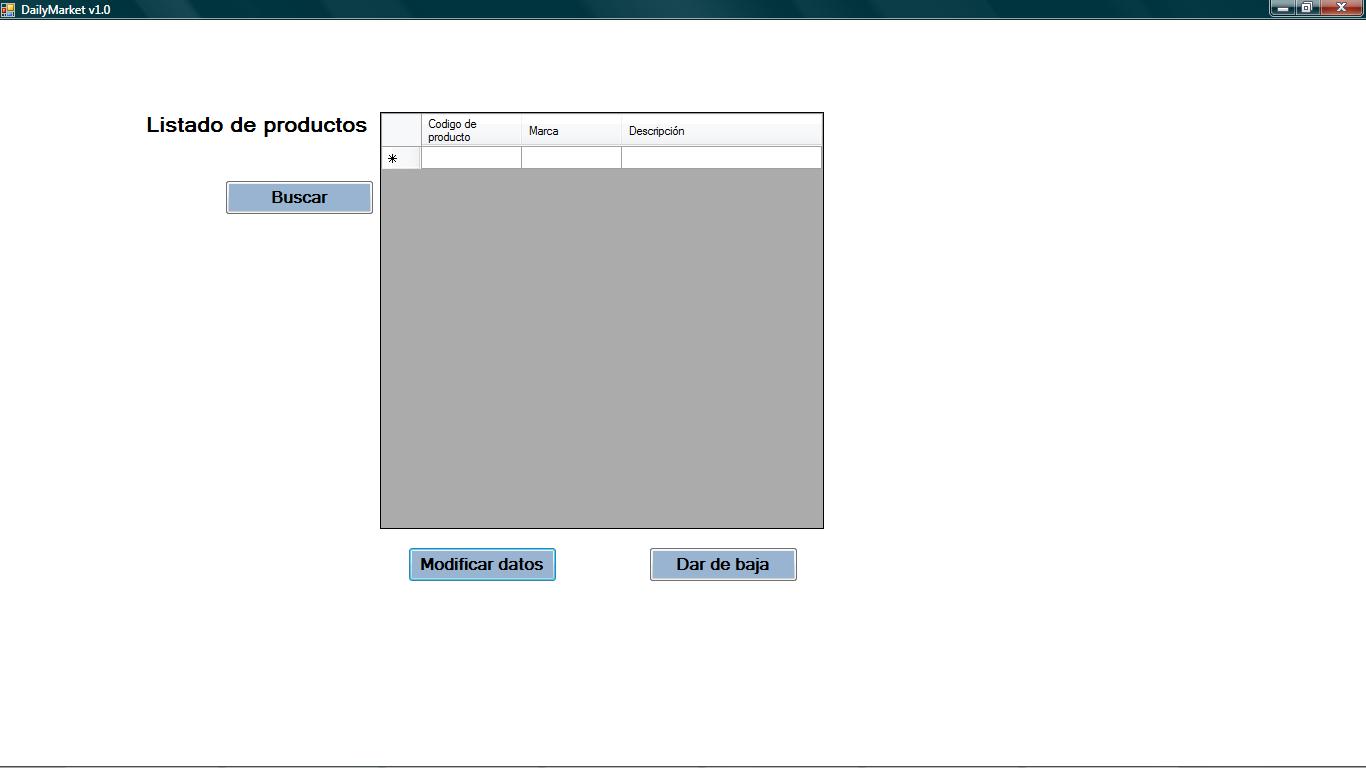 DailyMarket v1.0
Listado de productos
Codigo de
producto
Marca
Descripción
Buscar
Modificar datos
Dar de baja